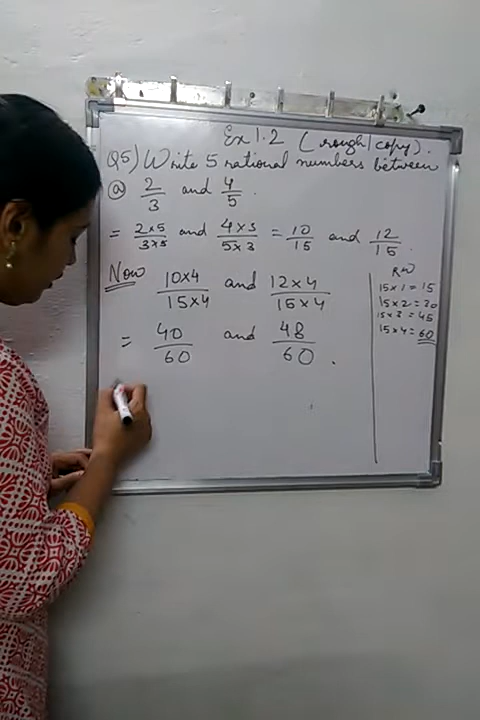 Ex 1.2 (rough/copy).
Q5) Write 5 rational numbers between
(a) 2/3 and 4/5.
= 2×5/3×5 and 4×3/5×3 = 10/15 and 12/15.
Now 10×4/15×4 and 12×4/15×4
= 40/60 and 48/60.
R.W
15×1=15
15×2=30
15×3=45
15×4=60